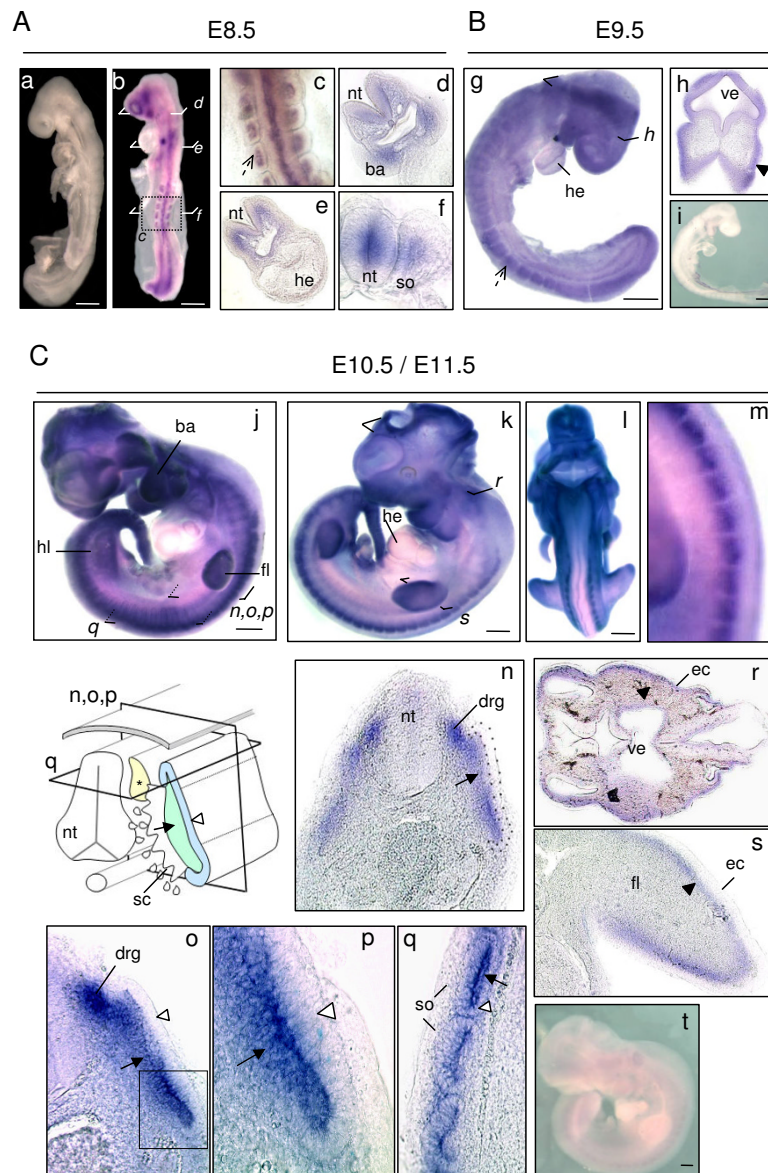 A
E8.5
B
E9.5
a
b
d
e
f
c
c
nt
d
ba
nt
e
he
f
nt
so
g
h
he
h
ve
i
C
E10.5 / E11.5
j
ba
hl
fl
n,o,p
q
k
r
he
s
l
m
n,o,p
q
*
nt
sc
n
nt
drg
r
ec
ve
s
ec
fl
o
drg
p
q
so
t